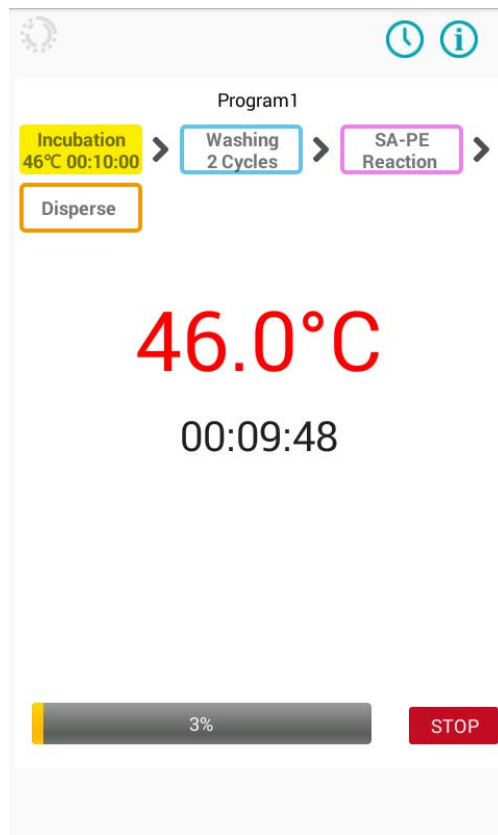 Program1
Incubation
46℃ 00:10:00
Washing
2 Cycles
SA-PE
Reaction
Disperse
46.0°C
00:09:48
3%
STOP